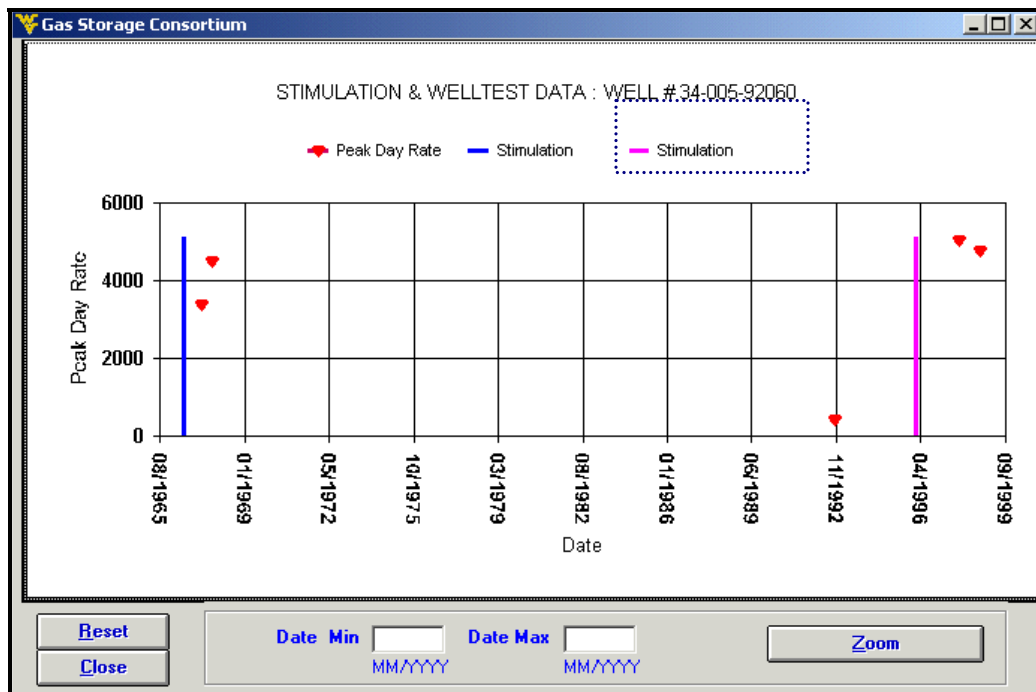 Gas Storage Consortium
STIMULATION & WELLTEST DATA : WELL # 34-005-92060
Peak Day Rate Stimulation Stimulation
Peak Day Rate
6000
4000
2000
0
08/1965 01/1969 05/1972 10/1975 03/1979 08/1982 01/1986 06/1989 11/1992 04/1996 09/1999
Date
Reset
Close
Date Min Date Max
MM/YYYY MM/YYYY
Zoom